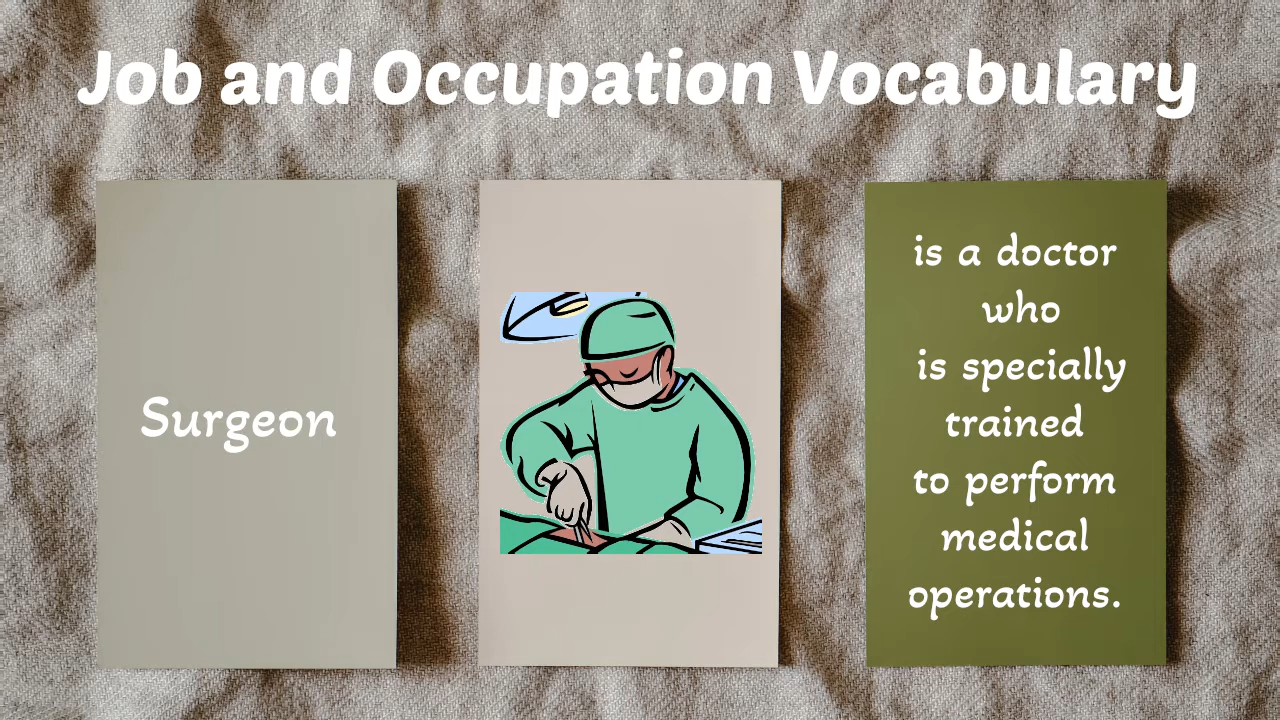 Job and Occupation Vocabulary
Surgeon
is a doctor
who
is specially
trained
to perform
medical
operations.